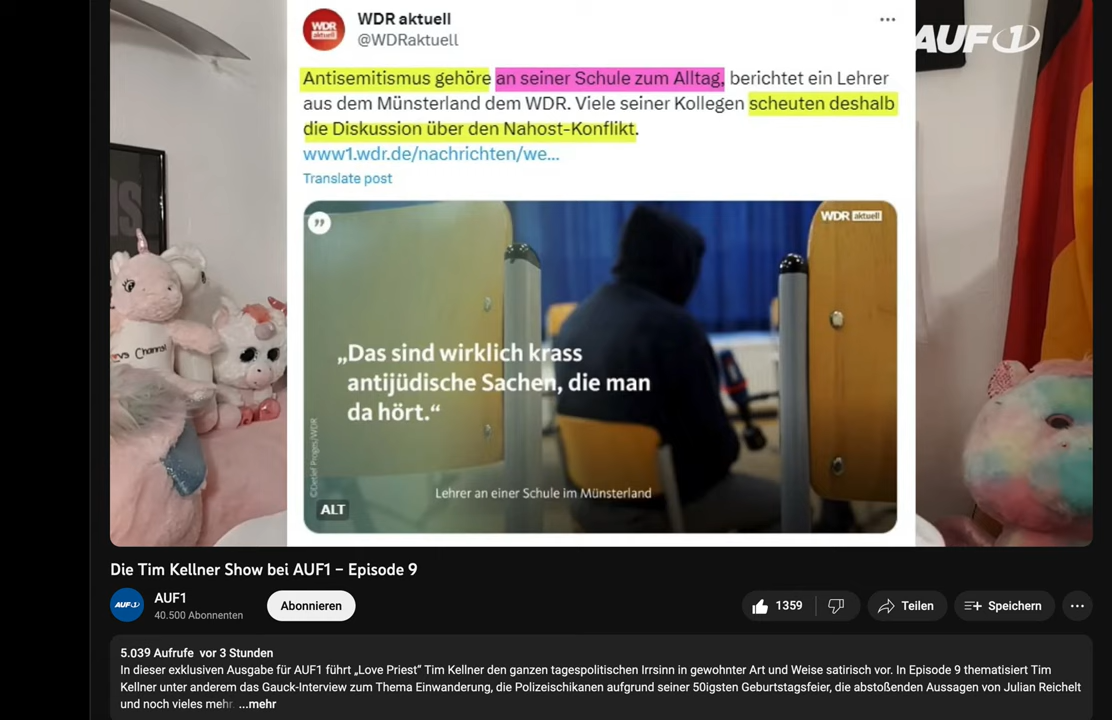 WDR aktuell
WDR aktuell
@WDRaktuell
AUF1
Antisemitismus gehöre an seiner Schule zum Alltag, berichtet ein Lehrer
aus dem Münsterland dem WDR. Viele seiner Kollegen scheuten deshalb
die Diskussion über den Nahost-Konflikt.
www1.wdr.de/nachrichten/we...
Translate post
WDR aktuell
„Das sind wirklich krass
antijüdische Sachen, die man
da hört.“
Lehrer an einer Schule im Münsterland
ALT
Die Tim Kellner Show bei AUF1 – Episode 9
AUF1
AUF1
40.500 Abonnenten
Abonnieren
1359
Teilen
Speichern
5.039 Aufrufe vor 3 Stunden
In dieser exklusiven Ausgabe für AUF1 führt „Love Priest“ Tim Kellner den ganzen tagespolitischen Irrsinn in gewohnter Art und Weise satirisch vor. In Episode 9 thematisiert Tim
Kellner unter anderem das Gauck-Interview zum Thema Einwanderung, die Polizeischikanen aufgrund seiner 50igsten Geburtstagsfeier, die abstoßenden Aussagen von Julian Reichelt
und noch vieles mehr. ...mehr